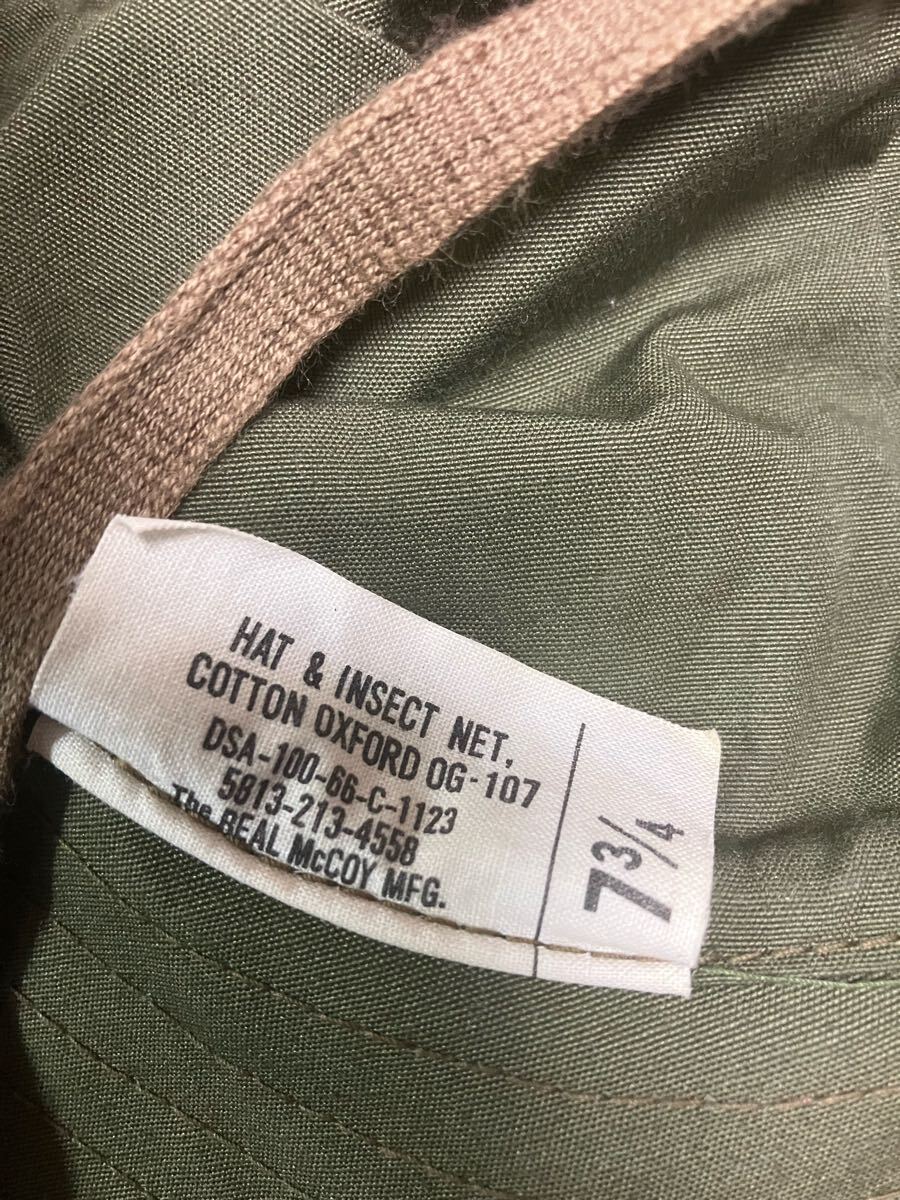 HAT & INSECT NET,
COTTON OXFORD OG-107
DSA-100-66-C-1123
5813-213-4558
The REAL McCOY MFG.
7 3/4